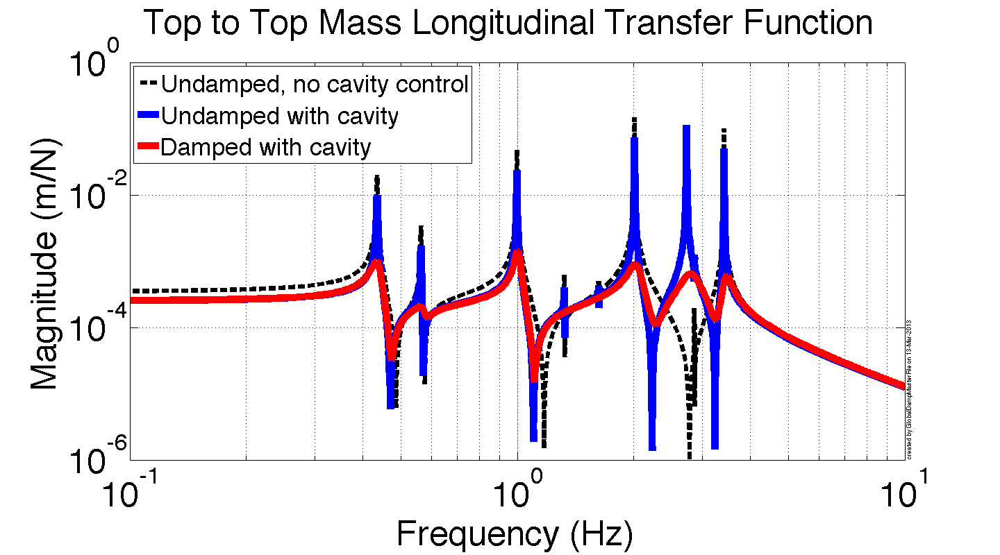 Top to Top Mass Longitudinal Transfer Function
10^0
Undamped, no cavity control
Undamped with cavity
Damped with cavity
10^-2
10^-4
10^-6
Magnitude (m/N)
10^-1
10^0
10^1
Frequency (Hz)
created by GlobalDampMasterFile on 13-Mar-2013